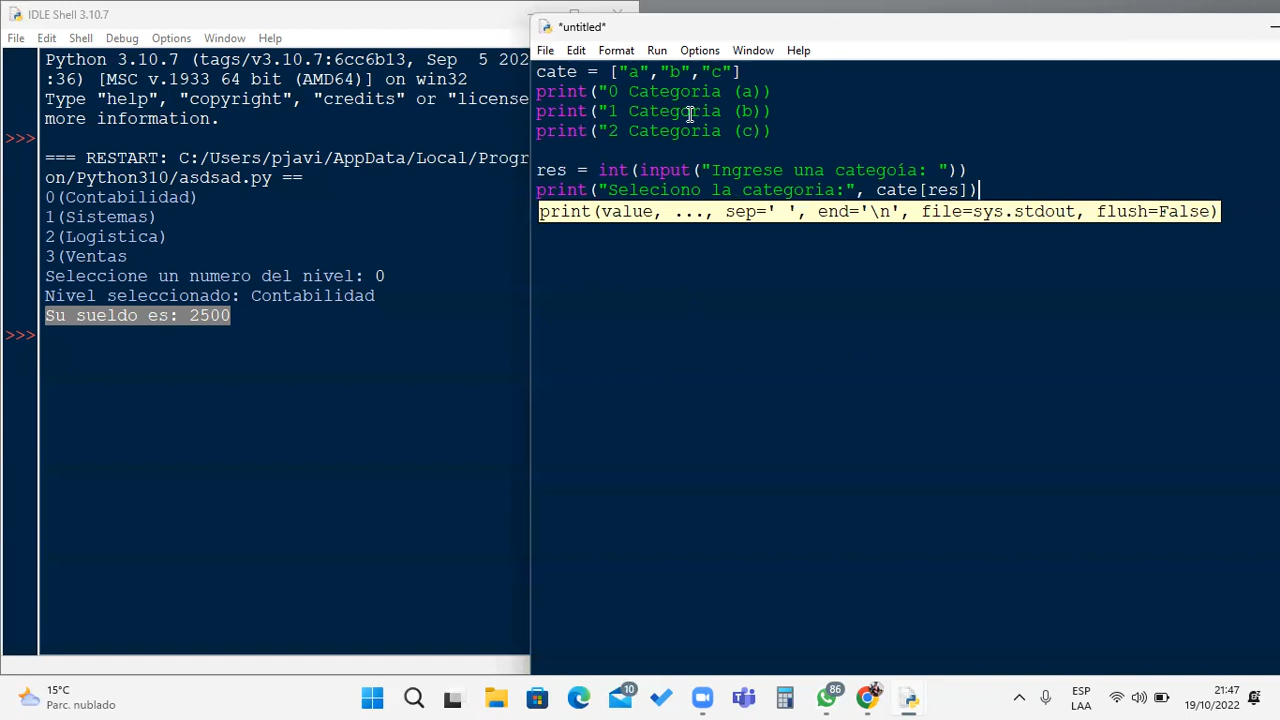 IDLE Shell 3.10.7
File Edit Shell Debug Options Window Help
Python 3.10.7 (tags/v3.10.7:6cc6b13, Sep 5 202
:36) [MSC v.1933 64 bit (AMD64)] on win32
Type "help", "copyright", "credits" or "license
more information.
>>>
=== RESTART: C:/Users/pjavi/AppData/Local/Progr
on/Python310/asdsad.py ==
0(Contabilidad)
1(Sistemas)
2(Logistica)
3(Ventas
Seleccione un numero del nivel: 0
Nivel seleccionado: Contabilidad
Su sueldo es: 2500
>>>
*untitled*
File Edit Format Run Options Window Help
cate = ["a","b","c"]
print("0 Categoria (a))
print("1 Categoria (b))
print("2 Categoria (c))
res = int(input("Ingrese una categoía: "))
print("Seleciono la categoria:", cate[res])
print(value, ..., sep=' ', end='\n', file=sys.stdout, flush=False)
15°C
Parc. nublado
10
86
ESP
LAA
21:47
19/10/2022